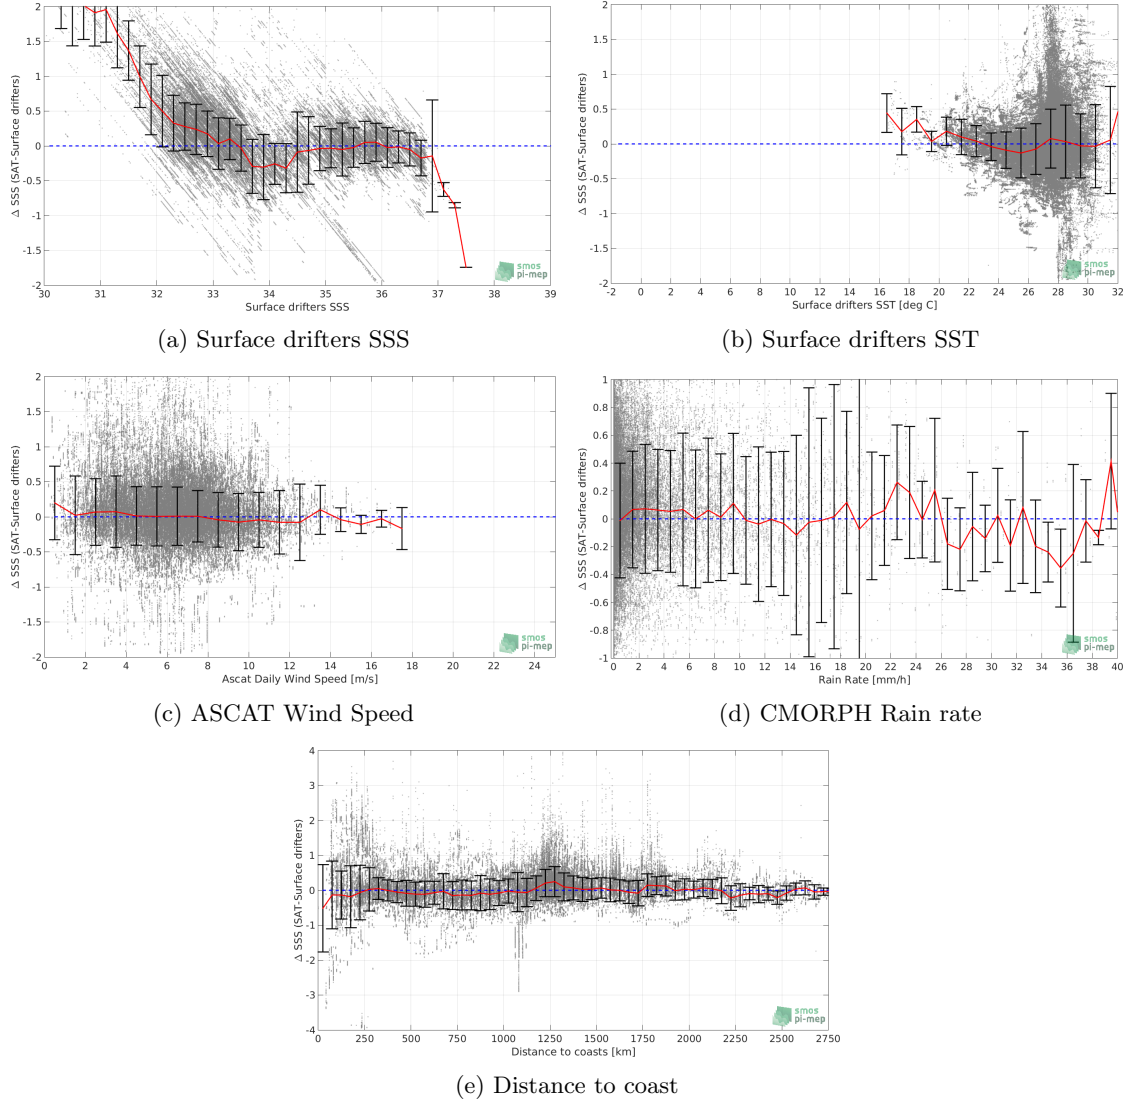 Δ SSS (SAT-Surface drifters)
2
1.5
1
0.5
0
-0.5
-1
-1.5
-2
30 31 32 33 34 35 36 37 38 39
Surface drifters SSS
smos
pi-mep
(a) Surface drifters SSS
Δ SSS (SAT-Surface drifters)
2
1.5
1
0.5
0
-0.5
-1
-1.5
-2
-2 0 2 4 6 8 10 12 14 16 18 20 22 24 26 28 30 32
Surface drifters SST [deg C]
smos
pi-mep
(b) Surface drifters SST
Δ SSS (SAT-Surface drifters)
2
1.5
1
0.5
0
-0.5
-1
-1.5
-2
0 2 4 6 8 10 12 14 16 18 20 22 24
Ascat Daily Wind Speed [m/s]
smos
pi-mep
(c) ASCAT Wind Speed
Δ SSS (SAT-Surface drifters)
1
0.8
0.6
0.4
0.2
0
-0.2
-0.4
-0.6
-0.8
-1
0 2 4 6 8 10 12 14 16 18 20 22 24 26 28 30 32 34 36 38 40
Rain Rate [mm/h]
smos
pi-mep
(d) CMORPH Rain rate
Δ SSS (SAT-Surface drifters)
4
3
2
1
0
-1
-2
-3
-4
0 250 500 750 1000 1250 1500 1750 2000 2250 2500 2750
Distance to coasts [km]
smos
pi-mep
(e) Distance to coast